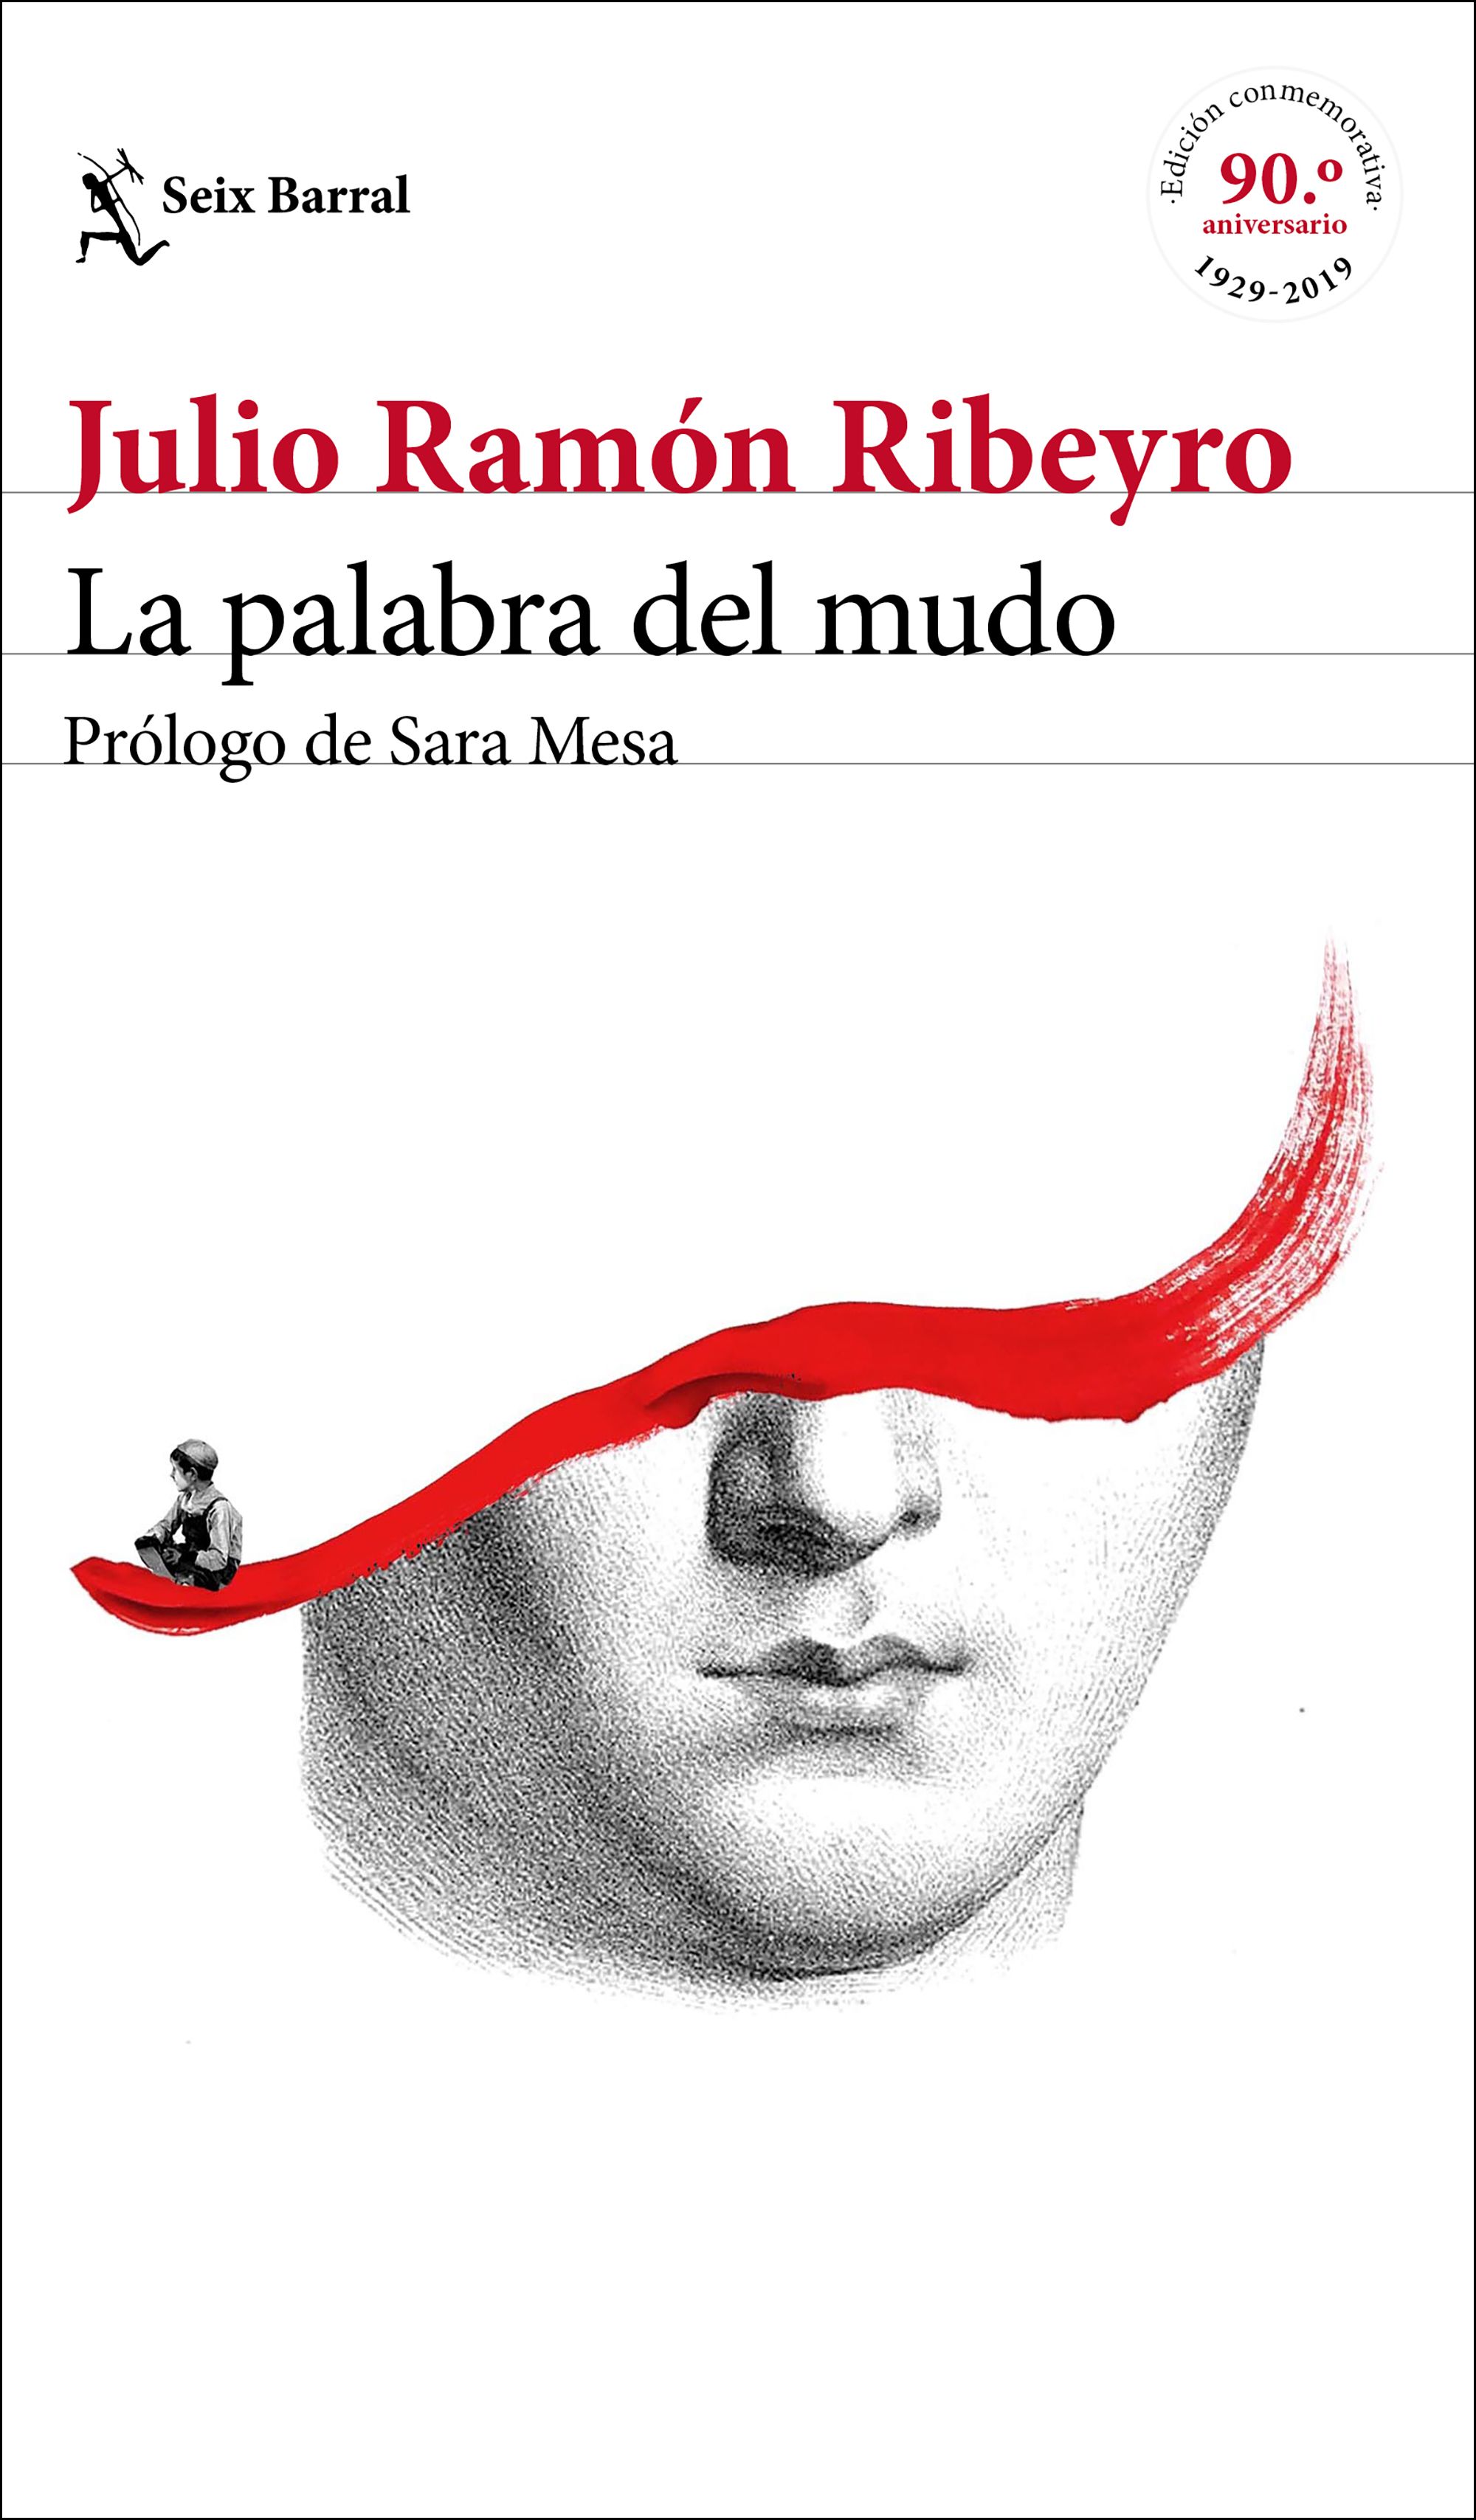 Seix Barral
·Edición conmemorativa·
90.º
aniversario
1929-2019
Julio Ramón Ribeyro
La palabra del mudo
Prólogo de Sara Mesa